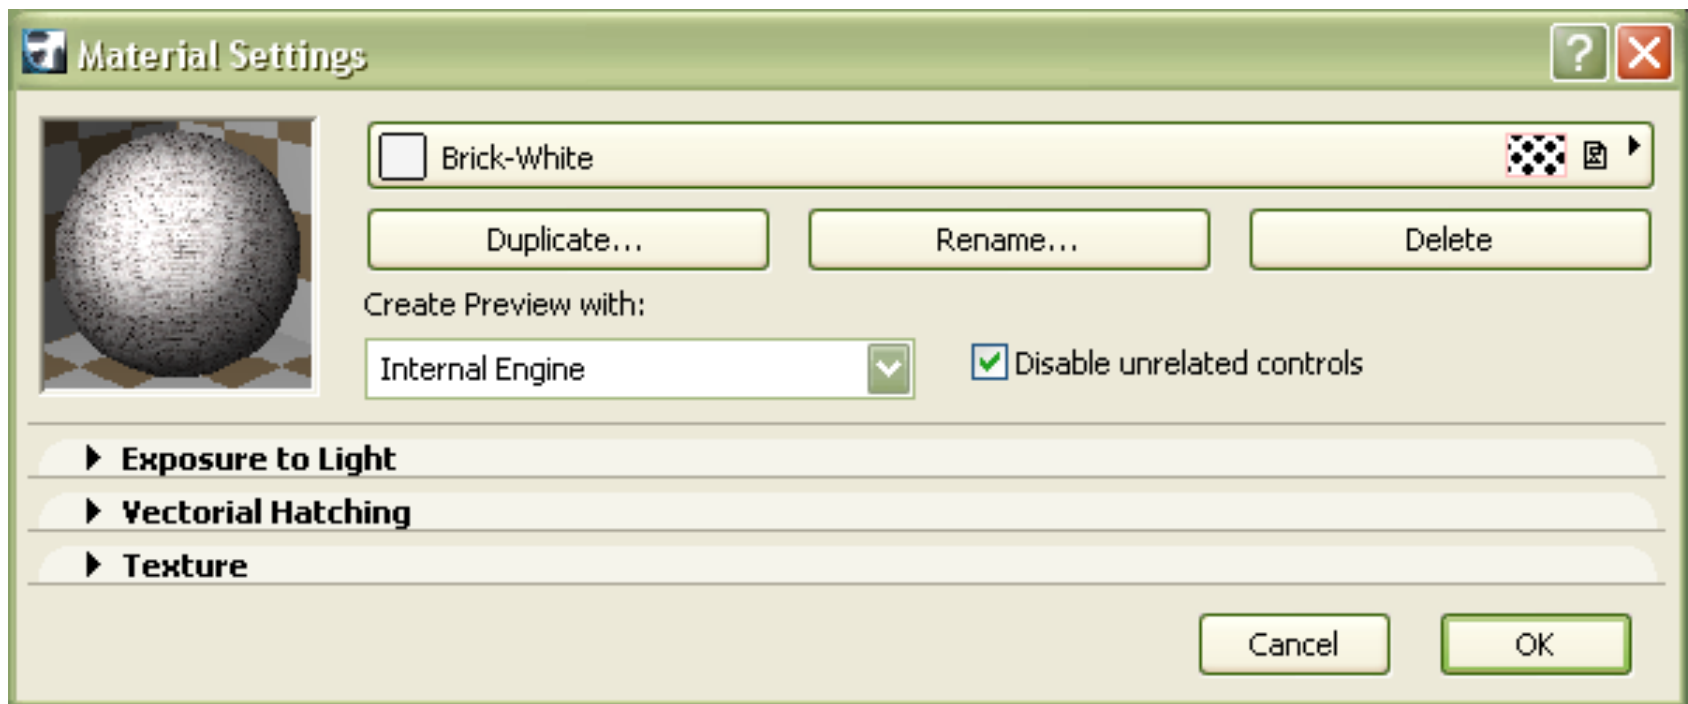 Material Settings
?
Brick-White
Duplicate...
Rename...
Delete
Create Preview with:
Internal Engine
Disable unrelated controls
Exposure to Light
Vectorial Hatching
Texture
Cancel
OK